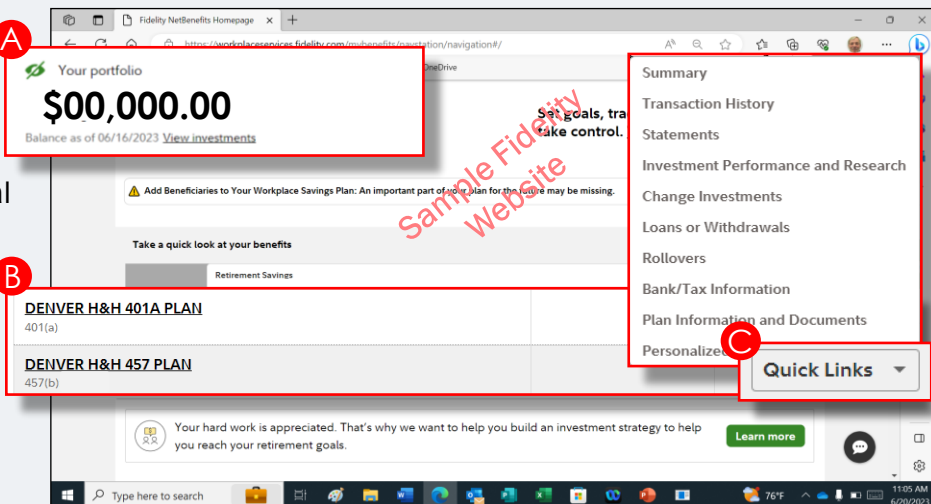 Fidelity NetBenefits Homepage
https://workplaceservices.fidelity.com/mybenefits/navstation/navigation#/
OneDrive
A
Your portfolio
$00,000.00
Balance as of 06/16/2023 View investments
Set goals, tra
take control.
Sample Fidelity
Website
Add Beneficiaries to Your Workplace Savings Plan: An important part of your plan for the future may be missing.
Take a quick look at your benefits
Retirement Savings
B
DENVER H&H 401A PLAN
401(a)
DENVER H&H 457 PLAN
457(b)
Summary
Transaction History
Statements
Investment Performance and Research
Change Investments
Loans or Withdrawals
Rollovers
Bank/Tax Information
Plan Information and Documents
Personalize
C
Quick Links
Your hard work is appreciated. That's why we want to help you build an investment strategy to help
you reach your retirement goals.
Learn more
Type here to search
76°F
11:05 AM
6/20/2023